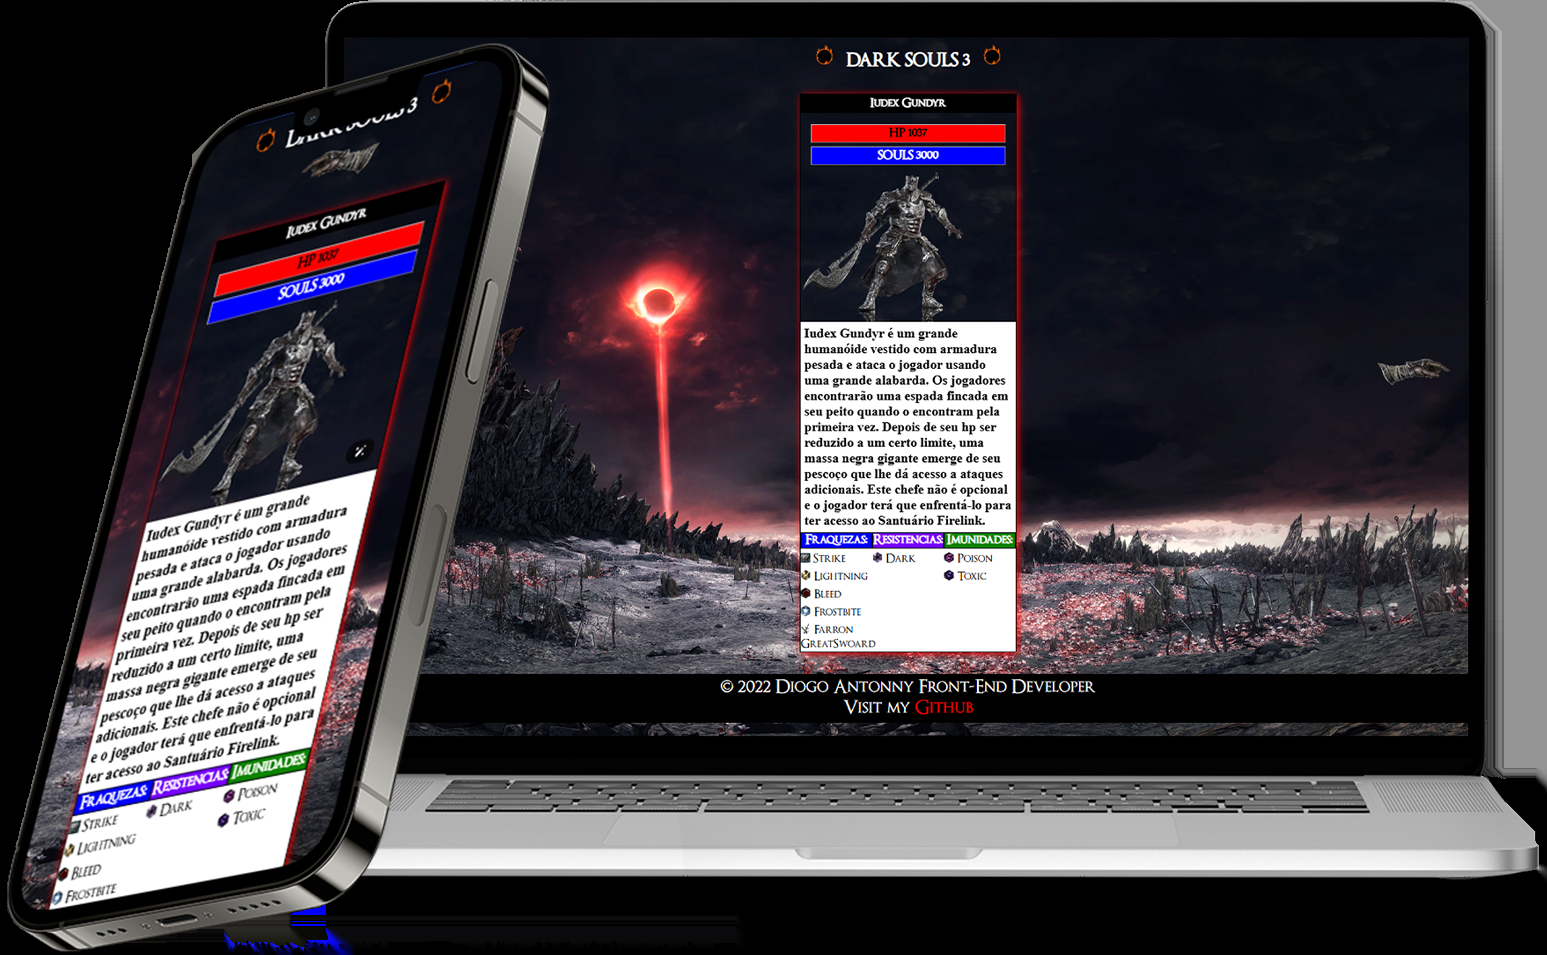 DARK SOULS 3
IUDEX GUNDYR
HP 1037
SOULS 3000
Iudex Gundyr é um grande
humanóide vestido com armadura
pesada e ataca o jogador usando
uma grande alabarda. Os jogadores
encontrarão uma espada fincada em
seu peito quando o encontram pela
primeira vez. Depois de seu hp ser
reduzido a um certo limite, uma
massa negra gigante emerge de seu
pescoço que lhe dá acesso a ataques
adicionais. Este chefe não é opcional
e o jogador terá que enfrentá-lo para
ter acesso ao Santuário Firelink.
FRAQUEZAS: RESISTENCIAS: IMUNIDADES:
STRIKE DARK POISON
LIGHTNING TOXIC
BLEED
FROSTBITE
FARRON
GREATSWOARD
© 2022 DIOGO ANTONNY FRONT-END DEVELOPER
VISIT MY GITHUB
DARK SOULS 3
IUDEX GUNDYR
HP 1037
SOULS 3000
Iudex Gundyr é um grande
humanóide vestido com armadura
pesada e ataca o jogador usando
uma grande alabarda. Os jogadores
encontrarão uma espada fincada em
seu peito quando o encontram pela
primeira vez. Depois de seu hp ser
reduzido a um certo limite, uma
massa negra gigante emerge de seu
pescoço que lhe dá acesso a ataques
adicionais. Este chefe não é opcional
e o jogador terá que enfrentá-lo para
ter acesso ao Santuário Firelink.
FRAQUEZAS: RESISTENCIAS: IMUNIDADES:
STRIKE DARK POISON
LIGHTNING TOXIC
BLEED
FROSTBITE